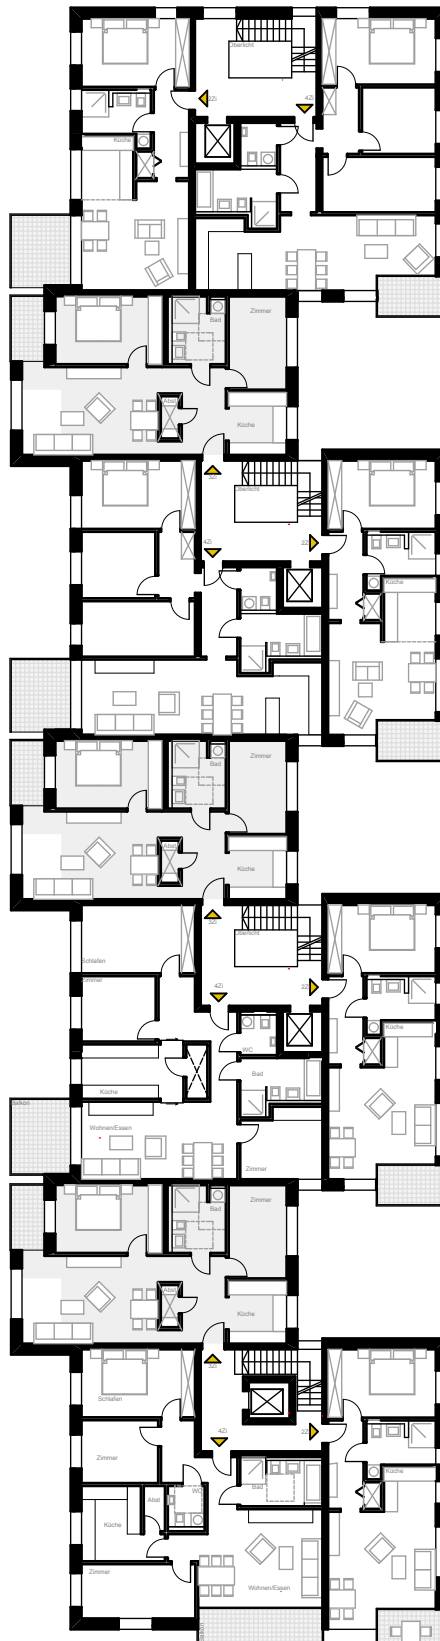 Oberlicht
2Zi
4Zi
Küche
Bad
Zimmer
Abst
Küche
3Zi
Oberlicht
4Zi
2Zi
Küche
Bad
Zimmer
Abst
Küche
3Zi
Oberlicht
Schlafen
Zimmer
4Zi
2Zi
Küche
WC
Bad
Küche
Balkon
Wohnen/Essen
Zimmer
Bad
Zimmer
Abst
Küche
3Zi
Schlafen
4Zi
2Zi
Zimmer
Küche
Bad
WC
Abst
Küche
Zimmer
Wohnen/Essen
Balkon